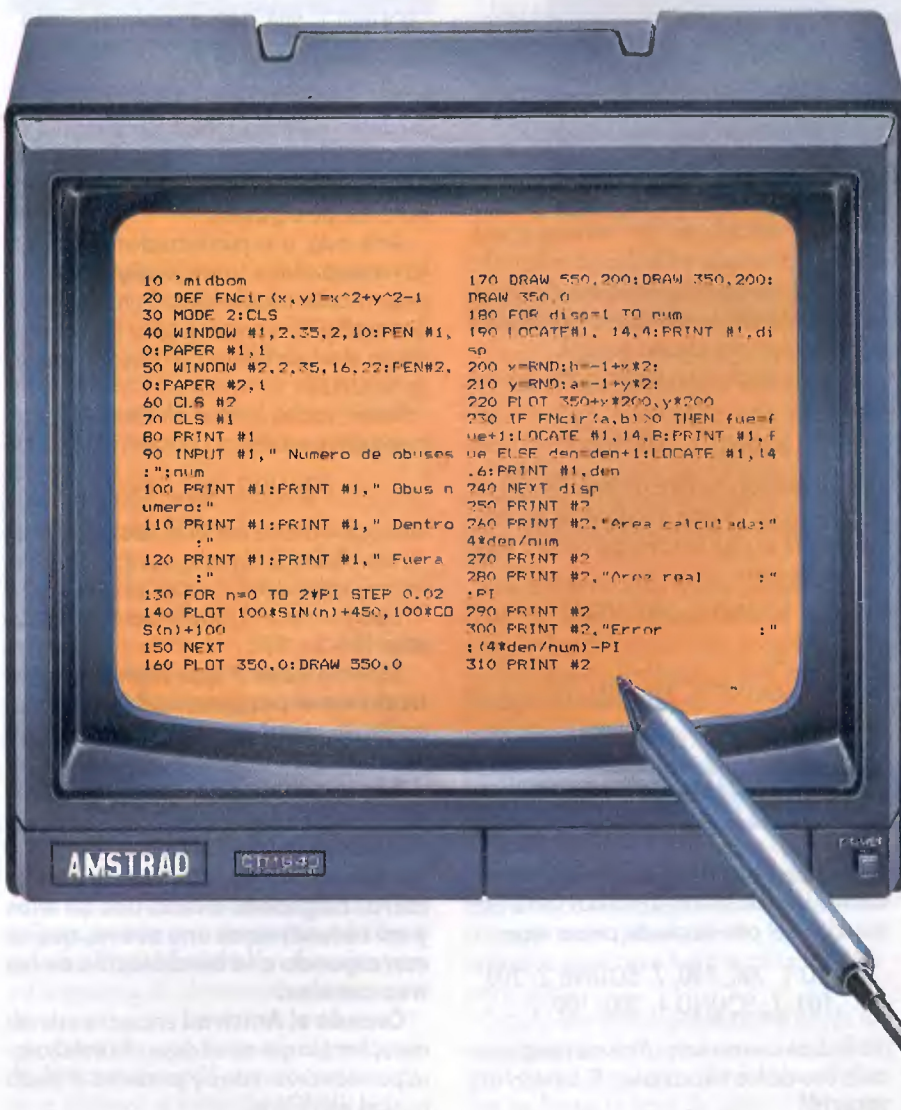 10 'midbom
20 DEF FNcir(x,y)=x^2+y^2-1
30 MODE 2:CLS
40 WINDOW #1,2,35,2,10:PEN #1,
0:PAPER #1,1
50 WINDOW #2,2,35,16,22:PEN#2,
0:PAPER #2,1
60 CLS #2
70 CLS #1
80 PRINT #1
90 INPUT #1," Numero de obuses
:";num
100 PRINT #1:PRINT #1," Obus n
umero:"
110 PRINT #1:PRINT #1," Dentro
:"
120 PRINT #1:PRINT #1," Fuera
:"
130 FOR n=0 TO 2*PI STEP 0.02
140 PLOT 100*SIN(n)+450,100*CO
S(n)+100
150 NEXT
160 PLOT 350,0:DRAW 550,0
170 DRAW 550,200:DRAW 350,200:
DRAW 350,0
180 FOR disp=1 TO num
190 LOCATE#1, 14,4:PRINT #1,di
sp
200 x=RND:b=-1+x*2:
210 y=RND:a=-1+y*2:
220 PLOT 350+x*200,y*200
230 IF FNcir(a,b)>0 THEN fue=f
ue+1:LOCATE #1,14,8:PRINT #1,f
ue ELSE den=den+1:LOCATE #1,14
,6:PRINT #1,den
240 NEXT disp
250 PRINT #2
260 PRINT #2,"Area calculada:"
4*den/num
270 PRINT #2
280 PRINT #2,"Area real :"
;PI
290 PRINT #2
300 PRINT #2,"Error :"
;(4*den/num)-PI
310 PRINT #2
AMSTRAD
POWER